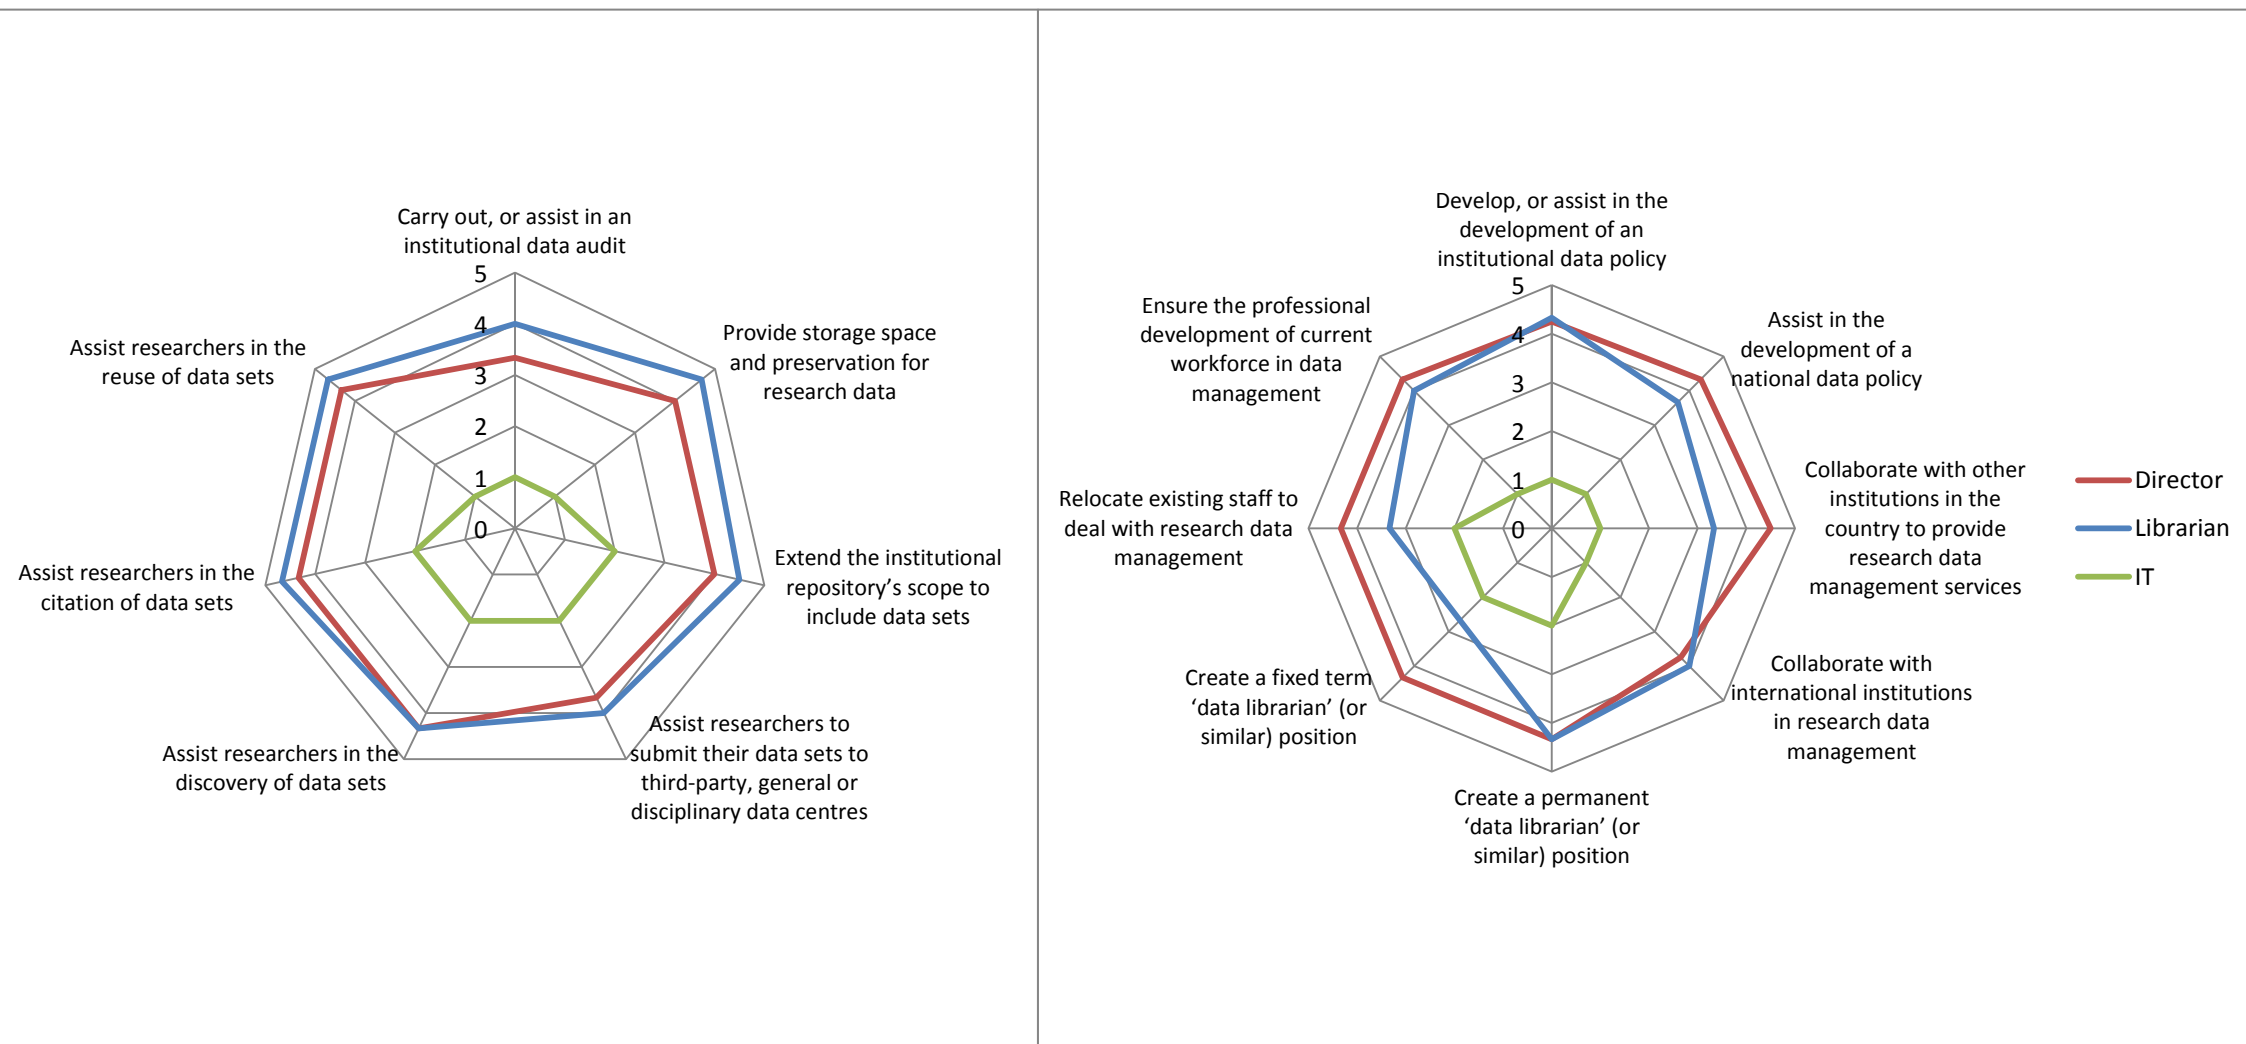 Carry out, or assist in an
institutional data audit
Provide storage space
and preservation for
research data
Extend the institutional
repository’s scope to
include data sets
Assist researchers to
submit their data sets to
third-party, general or
disciplinary data centres
Assist researchers in the
discovery of data sets
Assist researchers in the
citation of data sets
Assist researchers in the
reuse of data sets
5
4
3
2
1
0
Develop, or assist in the
development of an
institutional data policy
Assist in the
development of a
national data policy
Collaborate with other
institutions in the
country to provide
research data
management services
Collaborate with
international institutions
in research data
management
Create a permanent
‘data librarian’ (or
similar) position
Create a fixed term
‘data librarian’ (or
similar) position
Relocate existing staff to
deal with research data
management
Ensure the professional
development of current
workforce in data
management
5
4
3
2
1
0
Director
Librarian
IT